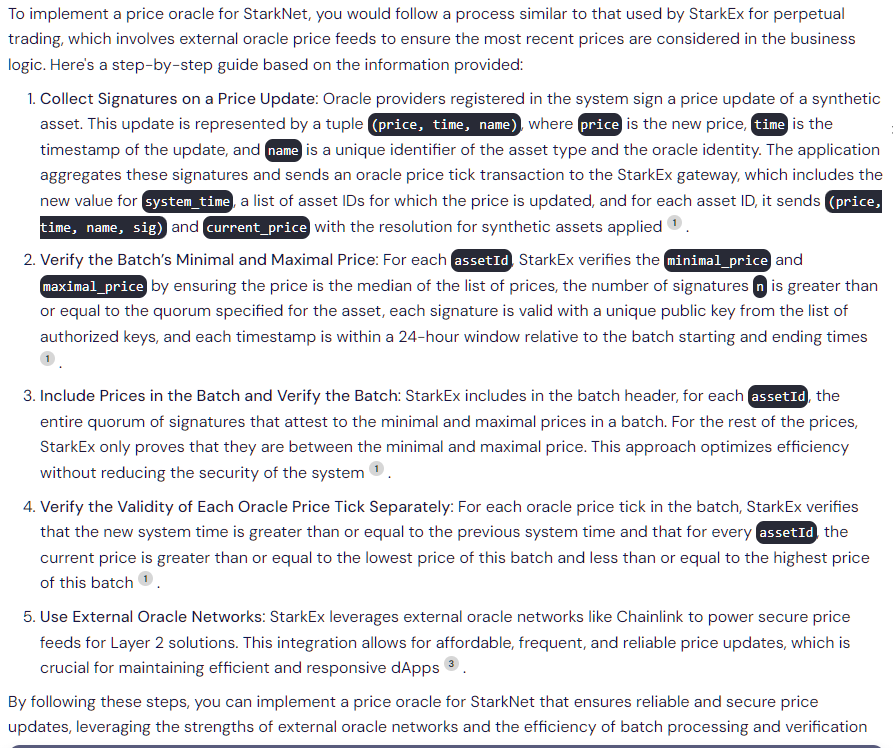 To implement a price oracle for StarkNet, you would follow a process similar to that used by StarkEx for perpetual
trading, which involves external oracle price feeds to ensure the most recent prices are considered in the business
logic. Here's a step-by-step guide based on the information provided:
1. Collect Signatures on a Price Update: Oracle providers registered in the system sign a price update of a synthetic
asset. This update is represented by a tuple (price, time, name), where price is the new price, time is the
timestamp of the update, and name is a unique identifier of the asset type and the oracle identity. The application
aggregates these signatures and sends an oracle price tick transaction to the StarkEx gateway, which includes the
new value for system_time, a list of asset IDs for which the price is updated, and for each asset ID, it sends (price,
time, name, sig) and current_price with the resolution for synthetic assets applied 1 .
2. Verify the Batch’s Minimal and Maximal Price: For each assetId, StarkEx verifies the minimal_price and
maximal_price by ensuring the price is the median of the list of prices, the number of signatures n is greater than
or equal to the quorum specified for the asset, each signature is valid with a unique public key from the list of
authorized keys, and each timestamp is within a 24-hour window relative to the batch starting and ending times
1 .
3. Include Prices in the Batch and Verify the Batch: StarkEx includes in the batch header, for each assetId, the
entire quorum of signatures that attest to the minimal and maximal prices in a batch. For the rest of the prices,
StarkEx only proves that they are between the minimal and maximal price. This approach optimizes efficiency
without reducing the security of the system 1 .
4. Verify the Validity of Each Oracle Price Tick Separately: For each oracle price tick in the batch, StarkEx verifies
that the new system time is greater than or equal to the previous system time and that for every assetId, the
current price is greater than or equal to the lowest price of this batch and less than or equal to the highest price
of this batch 1 .
5. Use External Oracle Networks: StarkEx leverages external oracle networks like Chainlink to power secure price
feeds for Layer 2 solutions. This integration allows for affordable, frequent, and reliable price updates, which is
crucial for maintaining efficient and responsive dApps 3 .
By following these steps, you can implement a price oracle for StarkNet that ensures reliable and secure price
updates, leveraging the strengths of external oracle networks and the efficiency of batch processing and verification